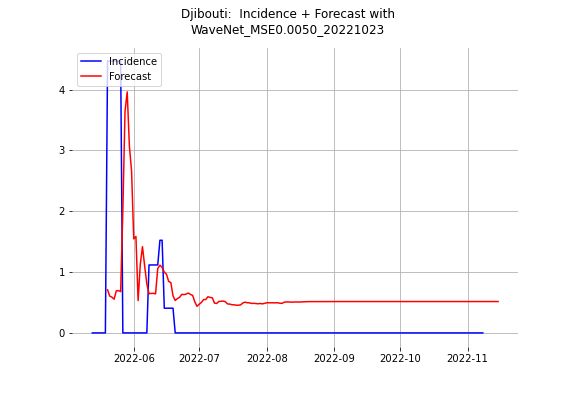 Djibouti:  Incidence + Forecast with
WaveNet_MSE0.0050_20221023
Incidence
Forecast
4
3
2
1
0
2022-06
2022-07
2022-08
2022-09
2022-10
2022-11